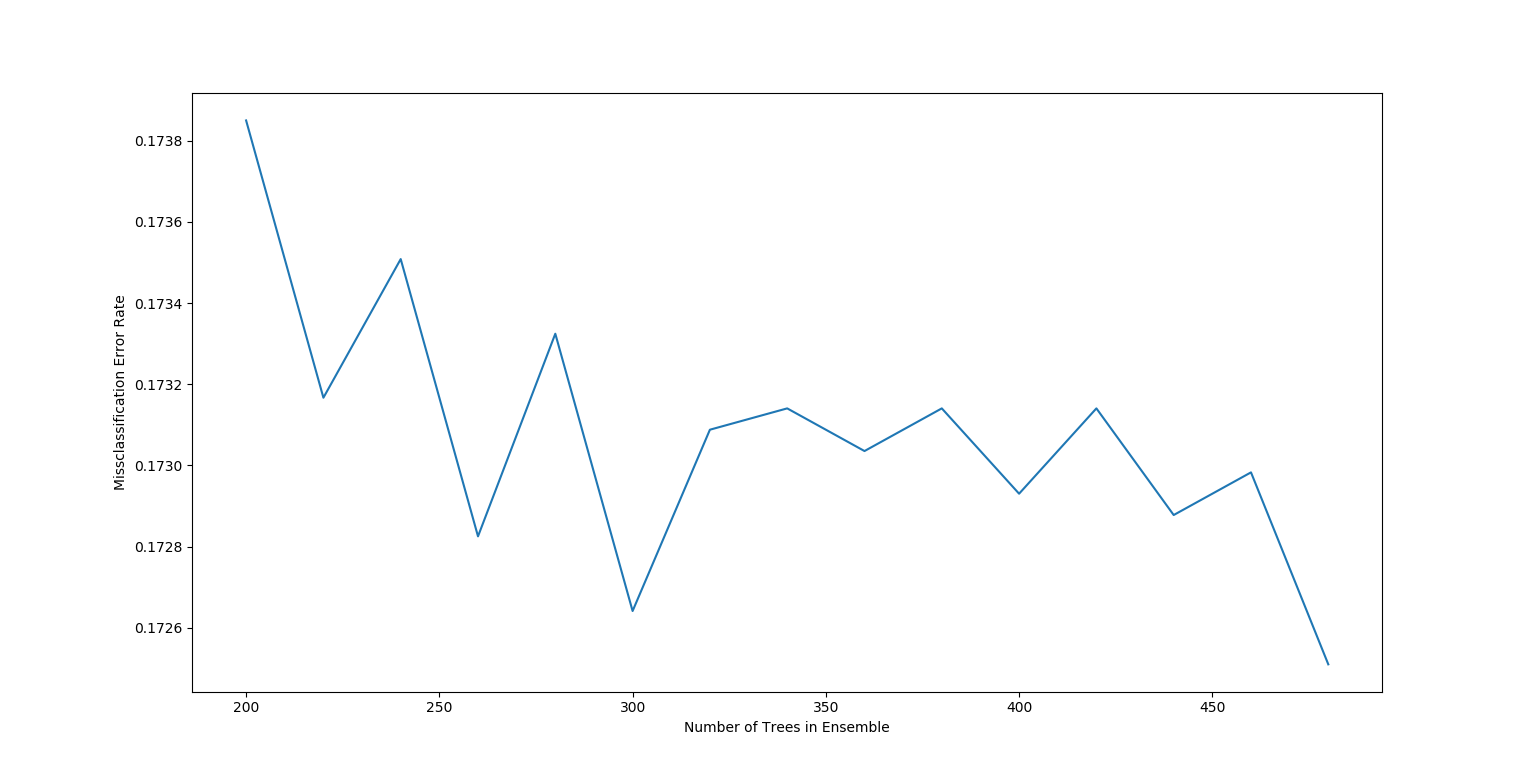 0.1738
0.1736
0.1734
0.1732
0.1730
0.1728
0.1726
Missclassification Error Rate
200 250 300 350 400 450
Number of Trees in Ensemble